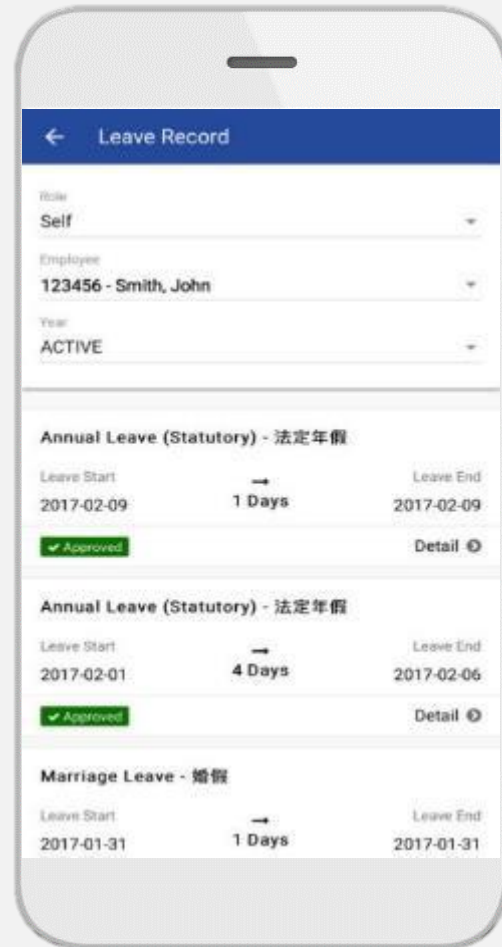 Leave Record
Role
Self
Employee
123456 - Smith, John
Year
ACTIVE
Annual Leave (Statutory) - 法定年假
Leave Start → Leave End
2017-02-09 1 Days 2017-02-09
✓ Approved Detail
Annual Leave (Statutory) - 法定年假
Leave Start → Leave End
2017-02-01 4 Days 2017-02-06
✓ Approved Detail
Marriage Leave - 婚假
Leave Start → Leave End
2017-01-31 1 Days 2017-01-31